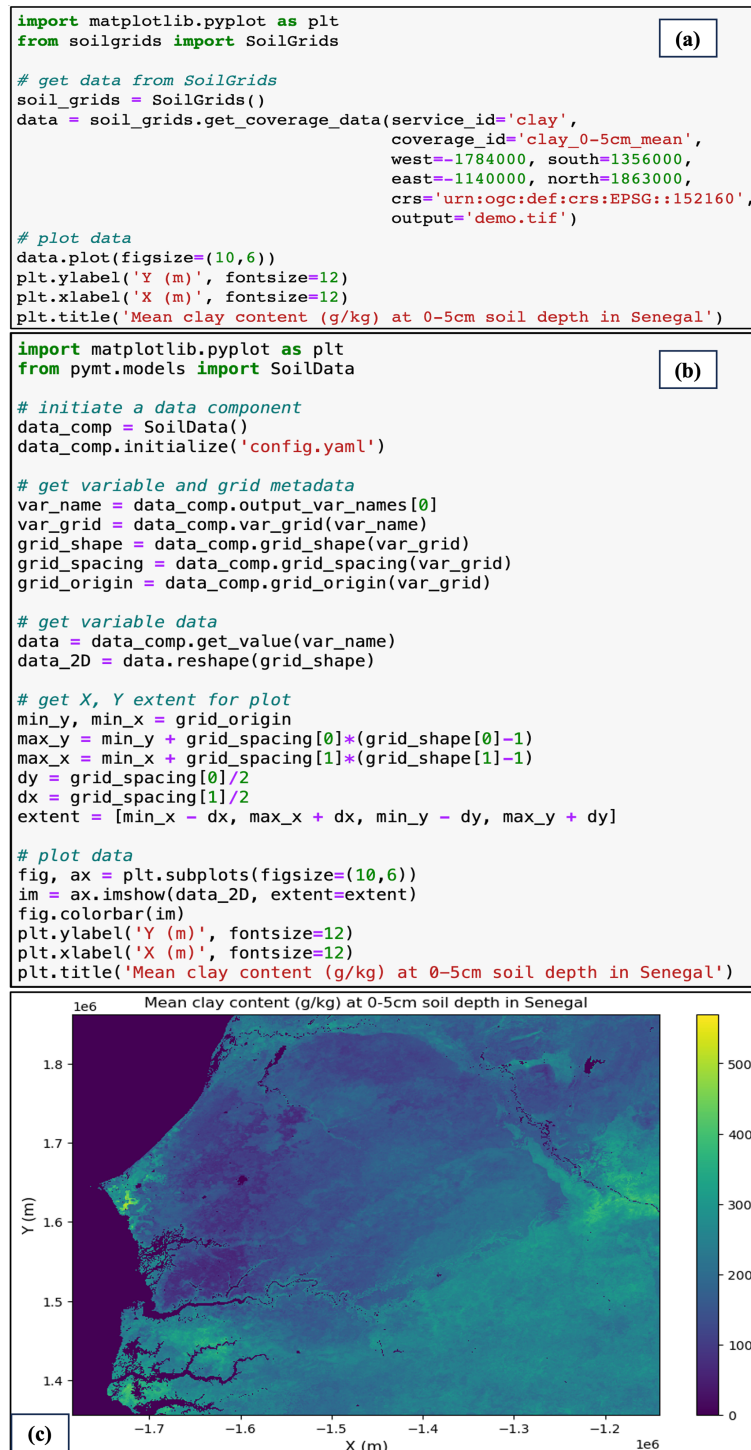 import matplotlib.pyplot as plt
from soilgrids import SoilGrids
(a)
# get data from SoilGrids
soil_grids = SoilGrids()
data = soil_grids.get_coverage_data(service_id='clay',
coverage_id='clay_0-5cm_mean',
west=-1784000, south=1356000,
east=-1140000, north=1863000,
crs='urn:ogc:def:crs:EPSG::152160',
output='demo.tif')
# plot data
data.plot(figsize=(10,6))
plt.ylabel('Y (m)', fontsize=12)
plt.xlabel('X (m)', fontsize=12)
plt.title('Mean clay content (g/kg) at 0-5cm soil depth in Senegal')
import matplotlib.pyplot as plt
from pymt.models import SoilData
(b)
# initiate a data component
data_comp = SoilData()
data_comp.initialize('config.yaml')
# get variable and grid metadata
var_name = data_comp.output_var_names[0]
var_grid = data_comp.var_grid(var_name)
grid_shape = data_comp.grid_shape(var_grid)
grid_spacing = data_comp.grid_spacing(var_grid)
grid_origin = data_comp.grid_origin(var_grid)
# get variable data
data = data_comp.get_value(var_name)
data_2D = data.reshape(grid_shape)
# get X, Y extent for plot
min_y, min_x = grid_origin
max_y = min_y + grid_spacing[0]*(grid_shape[0]-1)
max_x = min_x + grid_spacing[1]*(grid_shape[1]-1)
dy = grid_spacing[0]/2
dx = grid_spacing[1]/2
extent = [min_x - dx, max_x + dx, min_y - dy, max_y + dy]
# plot data
fig, ax = plt.subplots(figsize=(10,6))
im = ax.imshow(data_2D, extent=extent)
fig.colorbar(im)
plt.ylabel('Y (m)', fontsize=12)
plt.xlabel('X (m)', fontsize=12)
plt.title('Mean clay content (g/kg) at 0-5cm soil depth in Senegal')
Mean clay content (g/kg) at 0-5cm soil depth in Senegal
1e6
1.8
1.7
1.6
1.5
1.4
Y (m)
500
400
300
200
100
0
−1.7
−1.6
−1.5
−1.4
−1.3
−1.2
1e6
X (m)
(c)